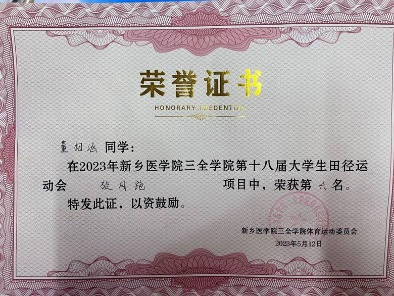 荣誉证书
HONORARY CREDENTIAL
同学:
在2023年新乡医学院三全学院第十八届大学生田径运
动会 项目中,荣获第六名。
特发此证,以资鼓励。
新乡医学院三全学院体育运动委员会
2023年5月12日